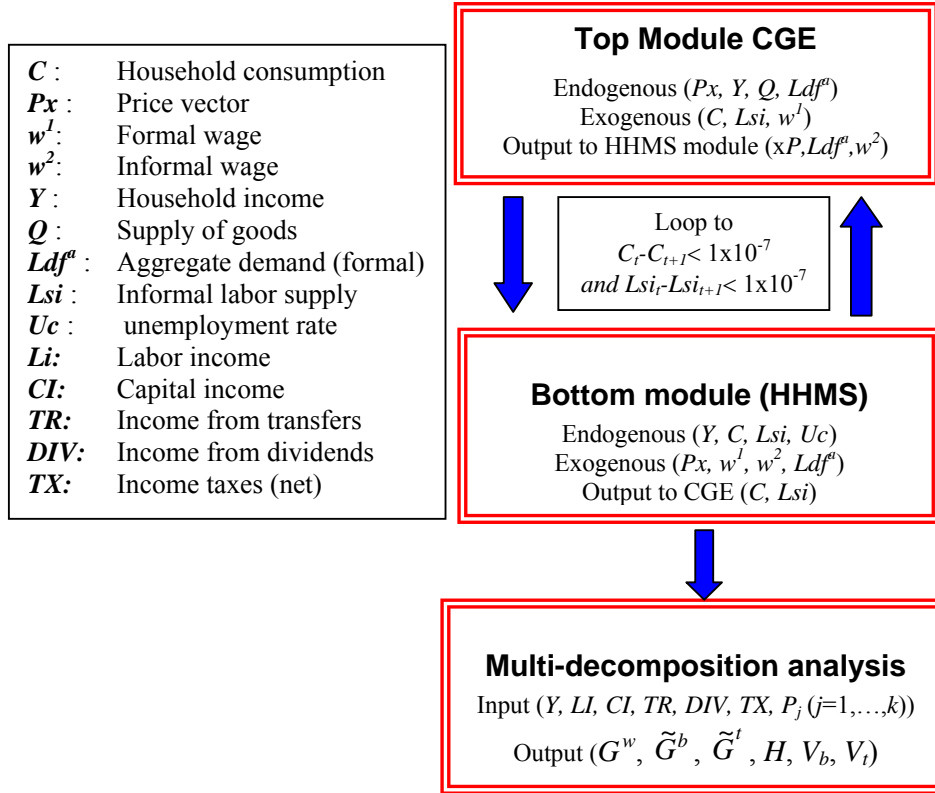 C : Household consumption
Px : Price vector
w¹: Formal wage
w²: Informal wage
Y : Household income
Q : Supply of goods
Ldfᵃ : Aggregate demand (formal)
Lsi : Informal labor supply
Uc : unemployment rate
Li: Labor income
CI: Capital income
TR: Income from transfers
DIV: Income from dividends
TX: Income taxes (net)
Top Module CGE
Endogenous (Px, Y, Q, Ldfᵃ)
Exogenous (C, Lsi, w¹)
Output to HHMS module (xP,Ldfᵃ,w²)
Loop to
Cₜ-Cₜ₊₁< 1x10⁻⁷
and Lsiₜ-Lsiₜ₊₁< 1x10⁻⁷
Bottom module (HHMS)
Endogenous (Y, C, Lsi, Uc)
Exogenous (Px, w¹, w², Ldfᵃ)
Output to CGE (C, Lsi)
Multi-decomposition analysis
Input (Y, LI, CI, TR, DIV, TX, Pⱼ (j=1,…,k))
Output (Gʷ, G̃ᵇ, G̃ᵗ, H, V_b, Vₜ)